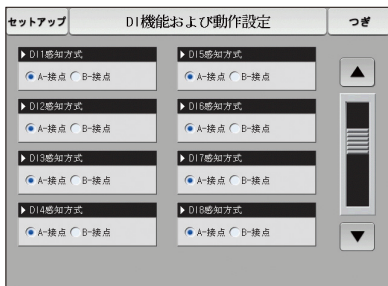 セットアップ DI機能および動作設定 つぎ
▶ DI1感知方式 ▶ DI5感知方式
A-接点 B-接点 A-接点 B-接点
▶ DI2感知方式 ▶ DI6感知方式
A-接点 B-接点 A-接点 B-接点
▶ DI3感知方式 ▶ DI7感知方式
A-接点 B-接点 A-接点 B-接点
▶ DI4感知方式 ▶ DI8感知方式
A-接点 B-接点 A-接点 B-接点